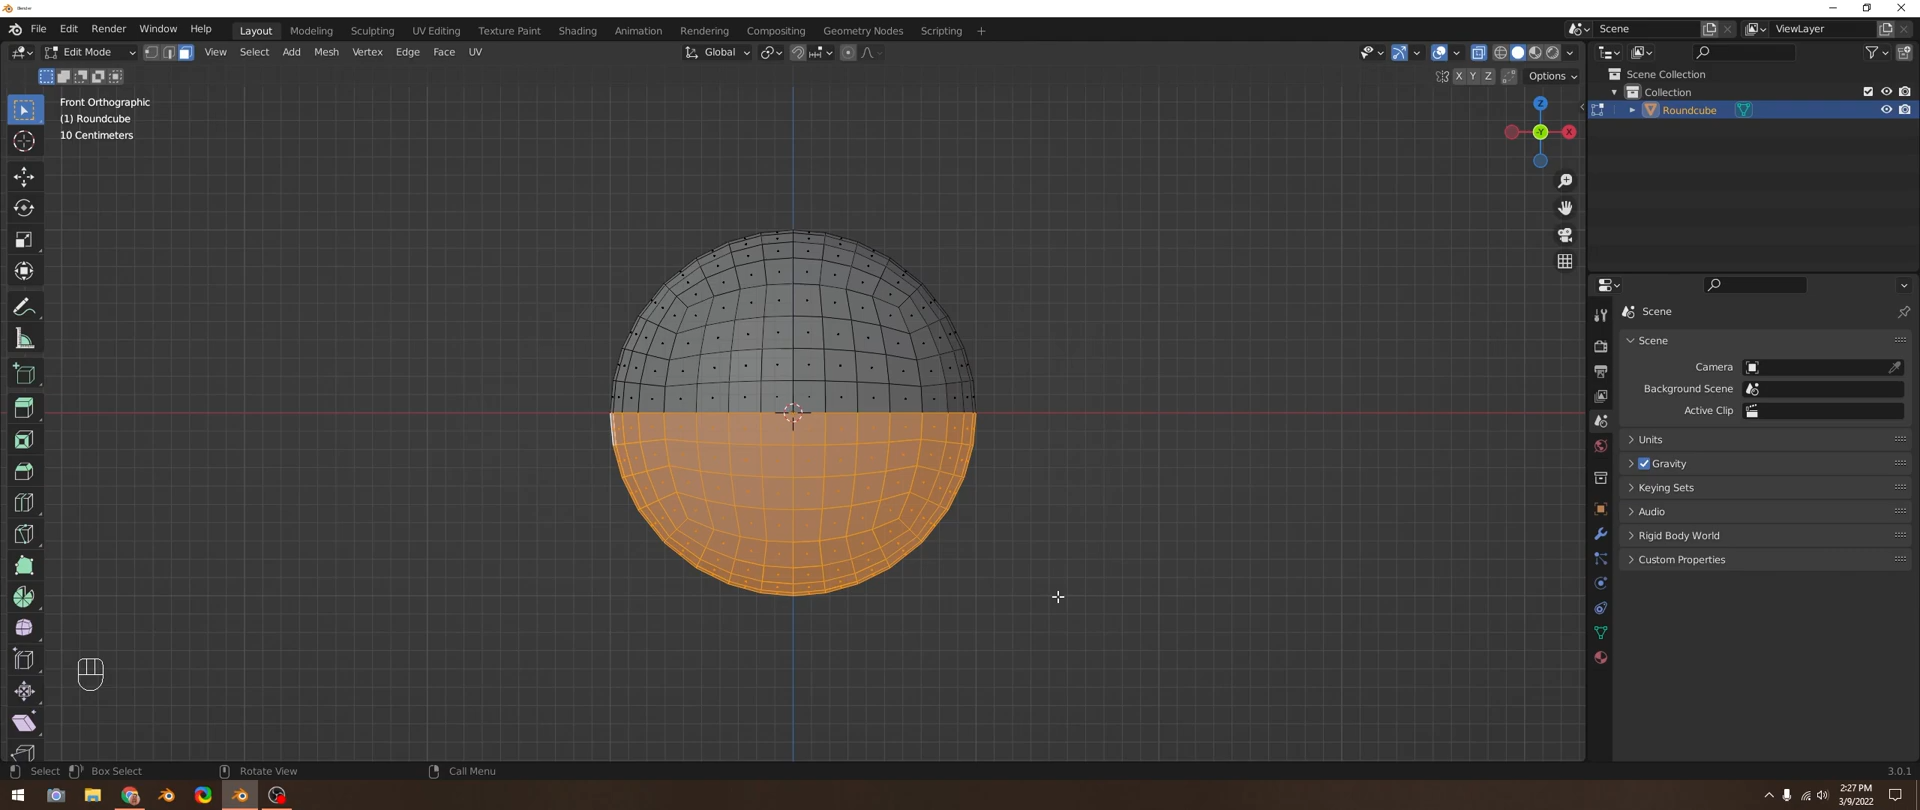 Blender
File Edit Render Window Help Layout Modeling Sculpting UV Editing Texture Paint Shading Animation Rendering Compositing Geometry Nodes Scripting + Scene ViewLayer
Edit Mode View Select Add Mesh Vertex Edge Face UV Global
X Y Z Options
Scene Collection
Collection
Roundcube
Front Orthographic
(1) Roundcube
10 Centimeters
Z
-Y
X
Scene
Scene
Camera
Background Scene
Active Clip
Units
Gravity
Keying Sets
Audio
Rigid Body World
Custom Properties
Select Box Select Rotate View Call Menu 3.0.1
2:27 PM
3/9/2022